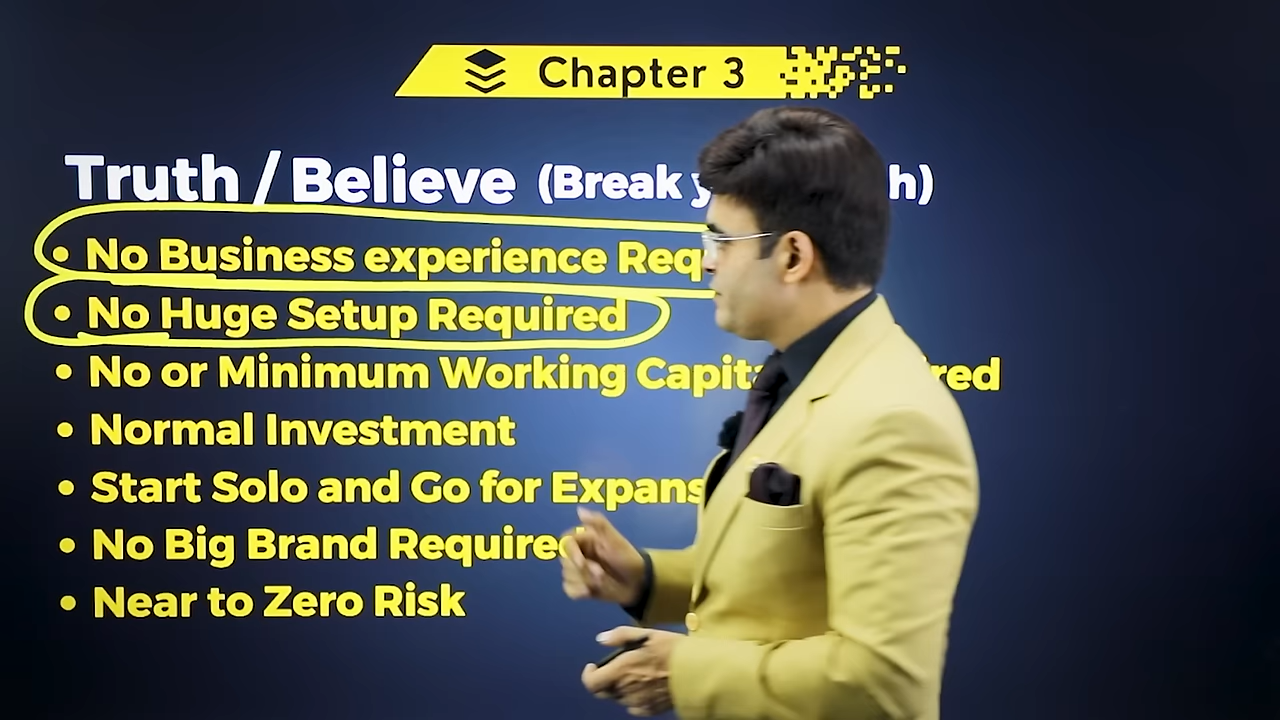 Chapter 3
Truth / Believe (Break
• No Business experience
• No Huge Setup Required
• No or Minimum Working
• Normal Investment
• Start Solo and Go for
• No Big Brand Required
• Near to Zero Risk